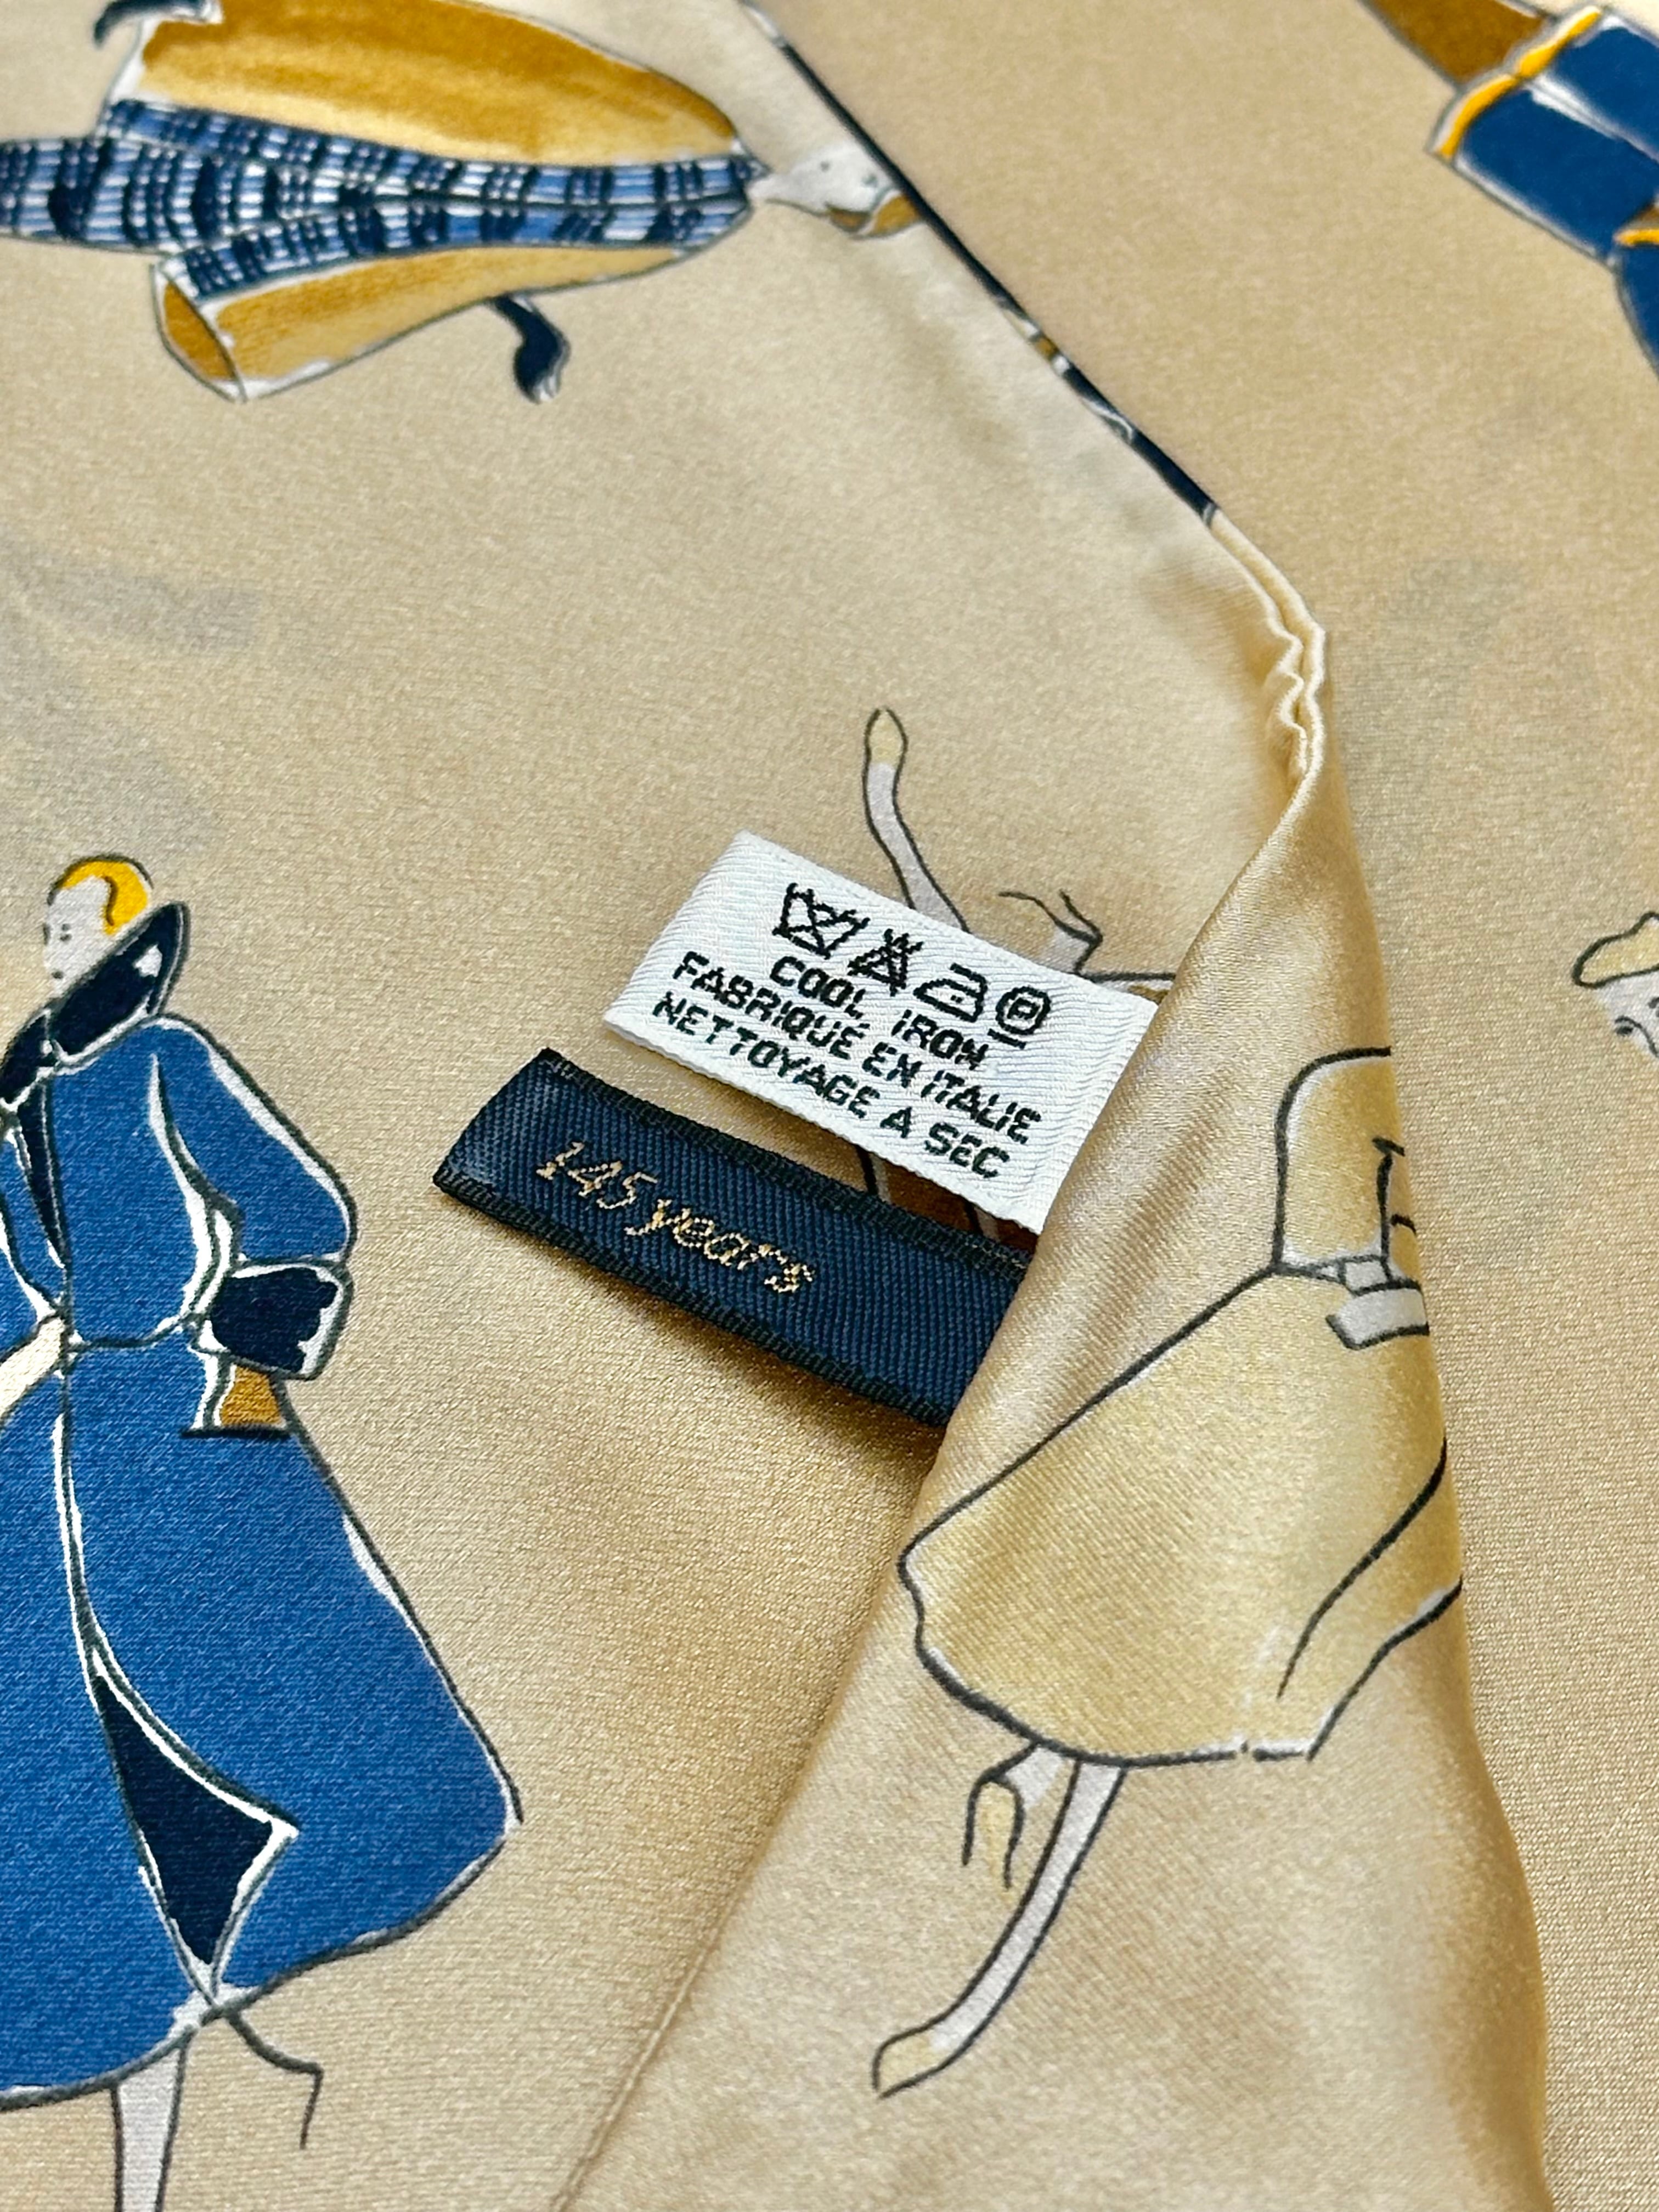 P
COOL IRON
FABRIQUÉ EN ITALIE
NETTOYAGE A SEC
145 years